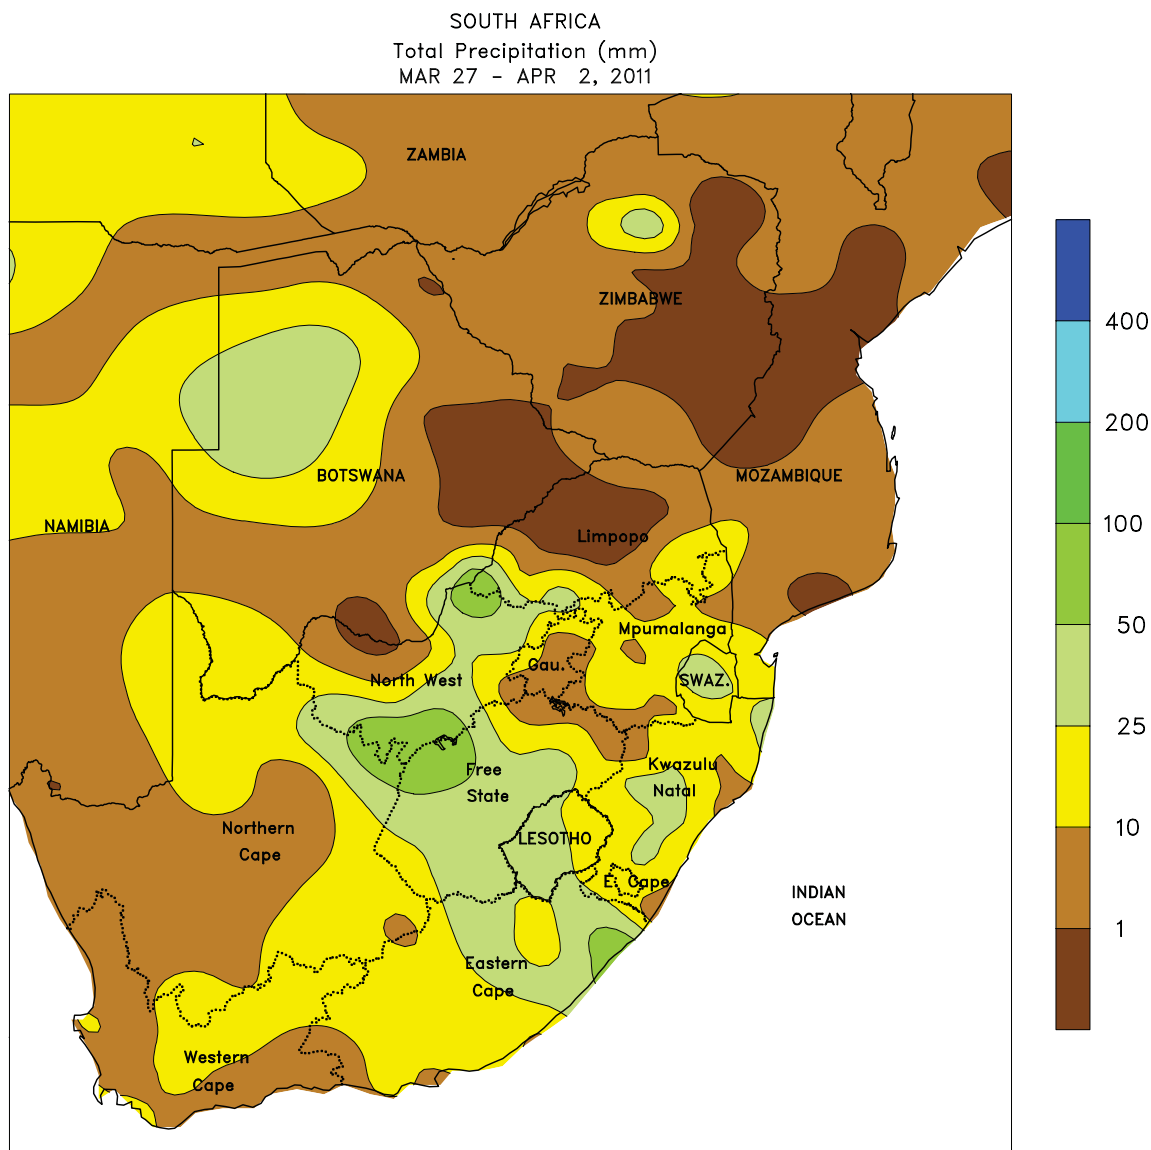 SOUTH AFRICA
Total Precipitation (mm)
MAR 27 - APR 2, 2011
ZAMBIA
ZIMBABWE
400
200
BOTSWANA
MOZAMBIQUE
NAMIBIA
100
Limpopo
50
Mpumalanga
Gau.
North West
SWAZ.
25
Free
State
Kwazulu
Natal
10
Northern
Cape
LESOTHO
E. Cape
INDIAN
OCEAN
1
Eastern
Cape
Western
Cape